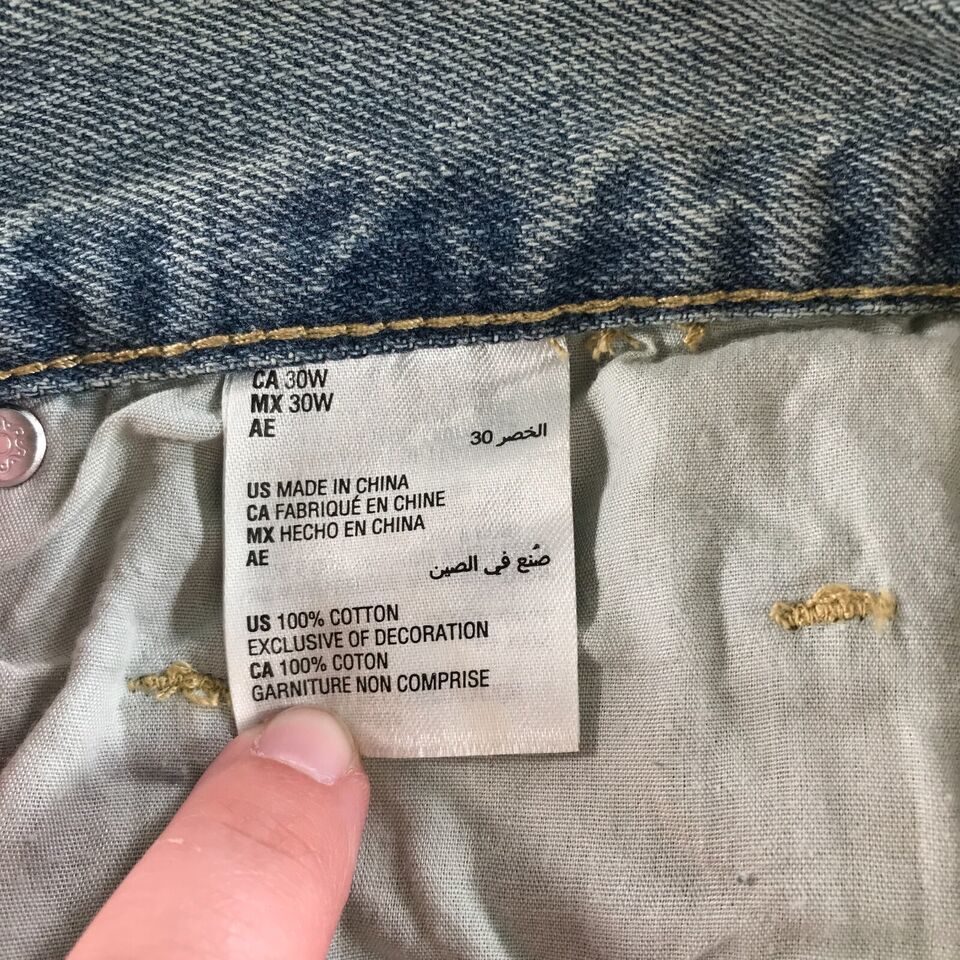 CA 30W
MX 30W
AE
الخصر 30
US MADE IN CHINA
CA FABRIQUÉ EN CHINE
MX HECHO EN CHINA
AE
صُنع في الصين
US 100% COTTON
EXCLUSIVE OF DECORATION
CA 100% COTON
GARNITURE NON COMPRISE